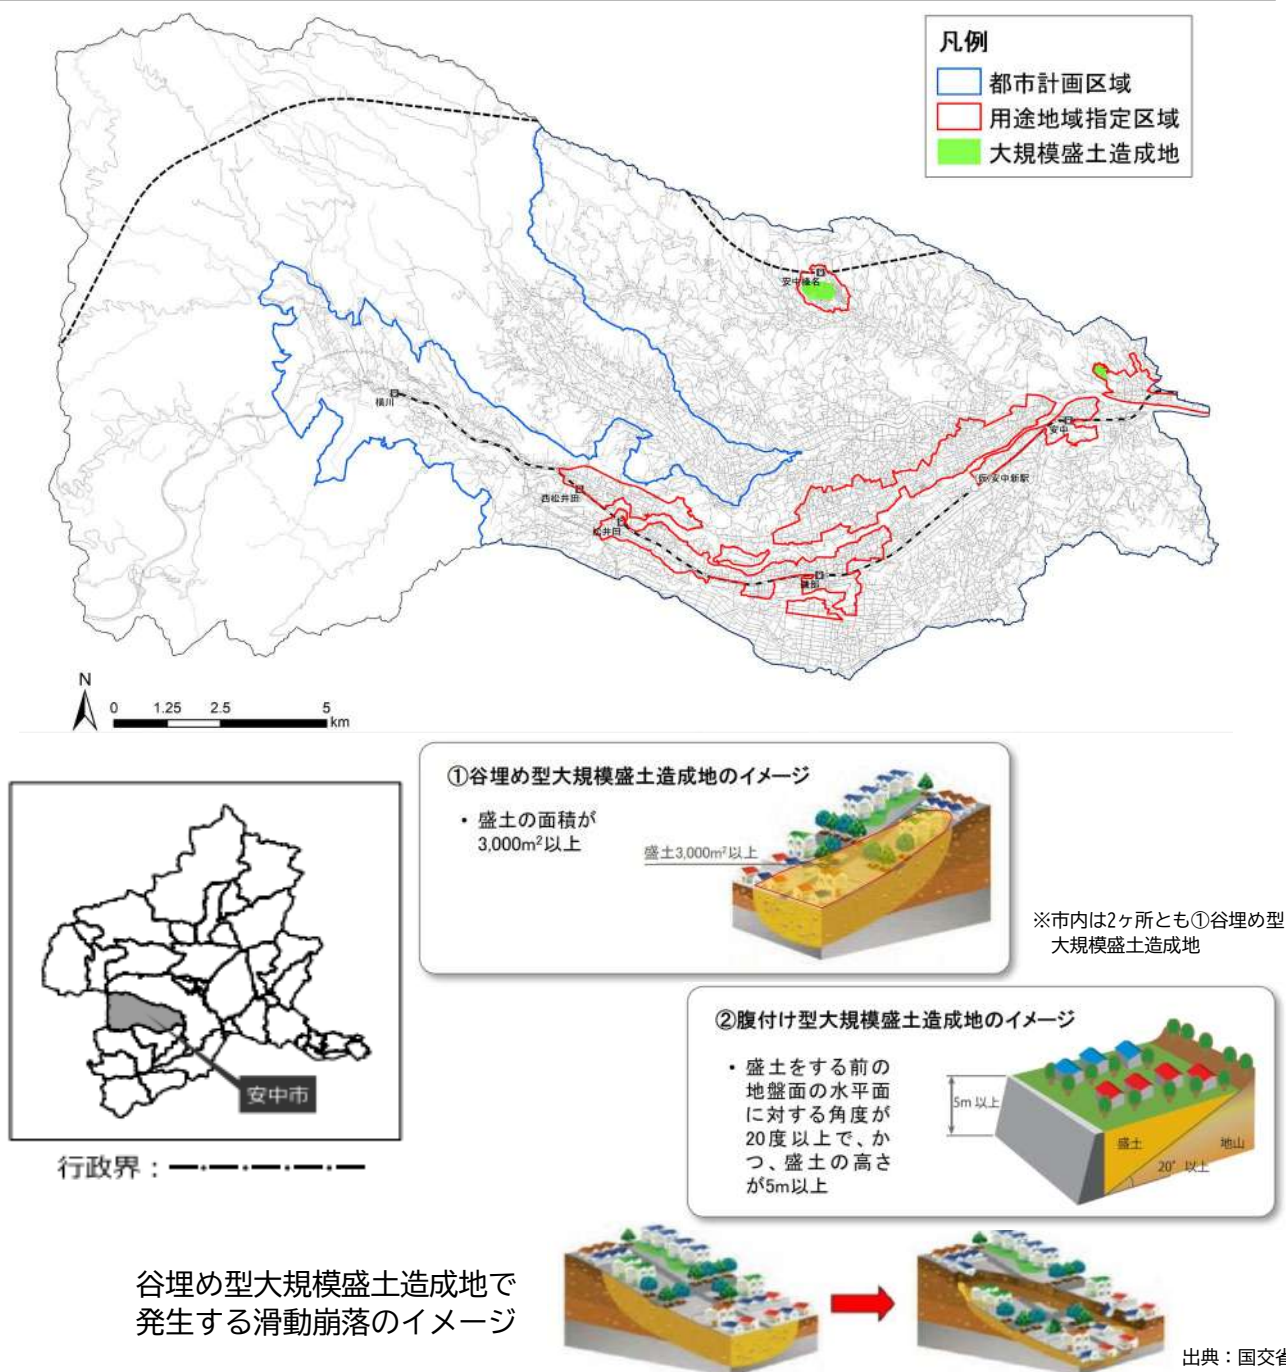 凡例
都市計画区域
用途地域指定区域
大規模盛土造成地
安中榛名
横川
安中
(仮)安中新駅
西松井田
松井田
磯部
N
0 1.25 2.5 5
km
①谷埋め型大規模盛土造成地のイメージ
・ 盛土の面積が
3,000m²以上
盛土3,000m²以上
※市内は2ヶ所とも①谷埋め型
大規模盛土造成地
②腹付け型大規模盛土造成地のイメージ
・ 盛土をする前の
地盤面の水平面
に対する角度が
20度以上で、か
つ、盛土の高さ
が5m以上
5m 以上
盛土
地山
20° 以上
安中市
行政界:
谷埋め型大規模盛土造成地で
発生する滑動崩落のイメージ
出典:国交省